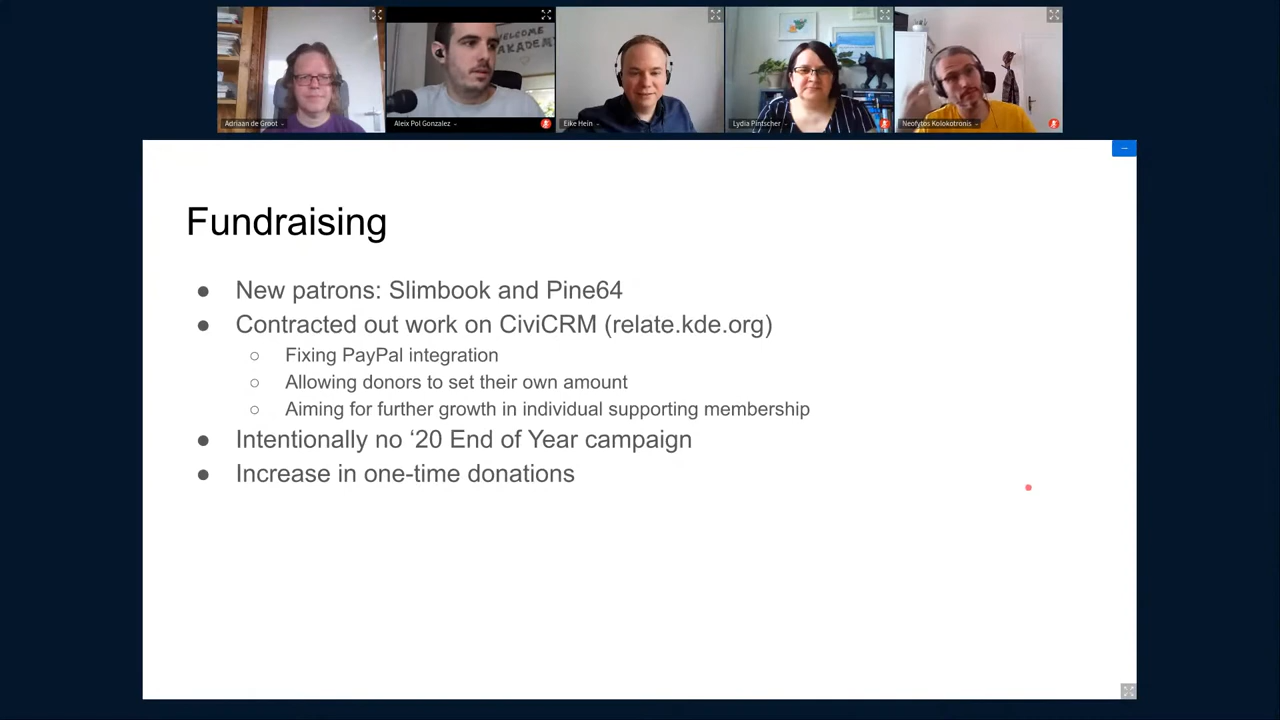 WELCOME
AKADEMY
Adriaan de Groot
Aleix Pol Gonzalez
Eike Hein
Lydia Pintscher
Neofytos Kolokotronis
Fundraising
● New patrons: Slimbook and Pine64
● Contracted out work on CiviCRM (relate.kde.org)
○ Fixing PayPal integration
○ Allowing donors to set their own amount
○ Aiming for further growth in individual supporting membership
● Intentionally no ‘20 End of Year campaign
● Increase in one-time donations